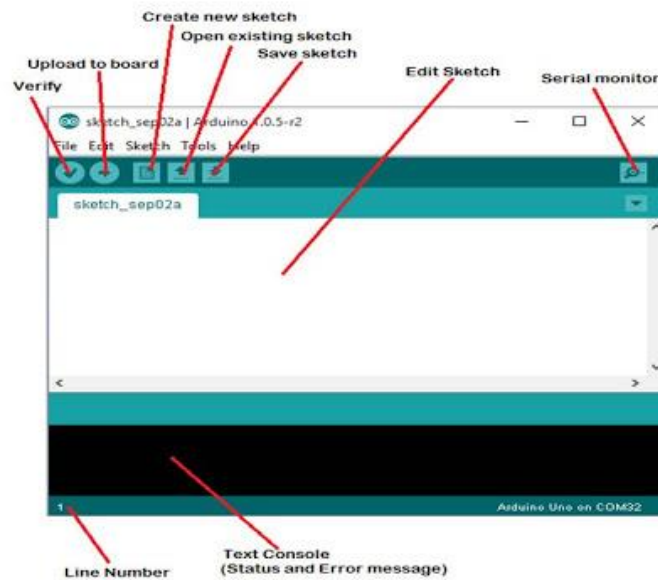 Create new sketch
Open existing sketch
Save sketch
Upload to board
Edit Sketch
Serial monitor
Verify
sketch_sep02a | Arduino 1.0.5-r2
File Edit Sketch Tools Help
sketch_sep02a
1
Arduino Uno on COM32
Text Console
(Status and Error message)
Line Number